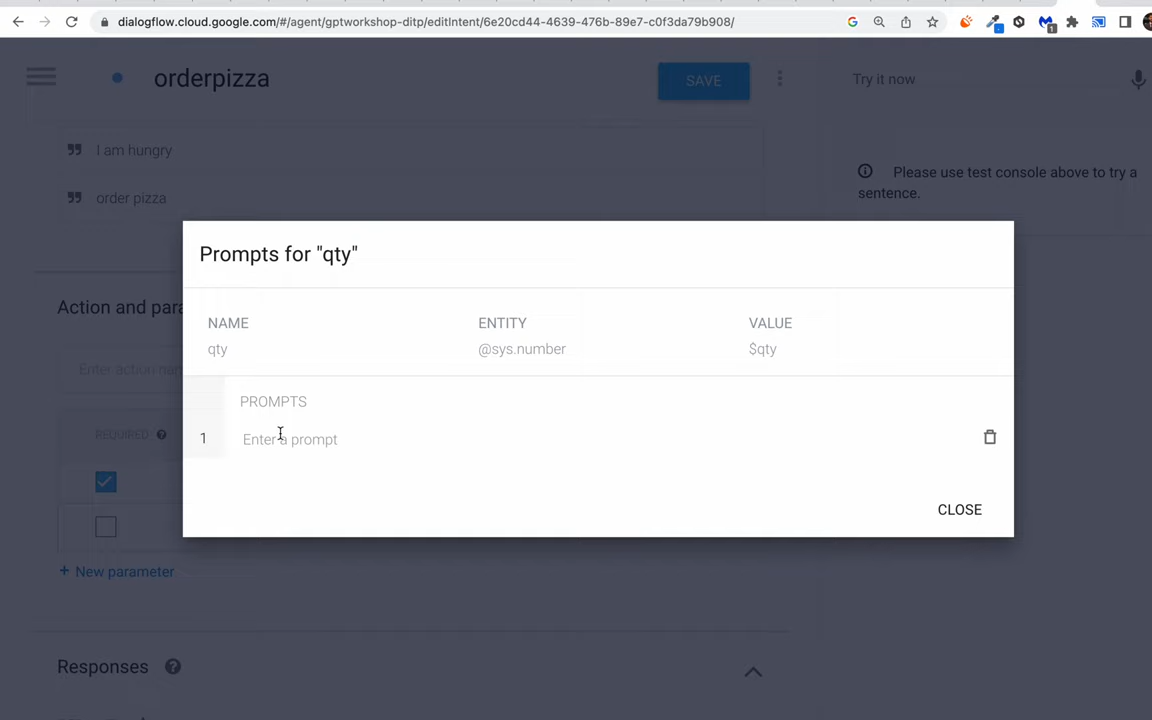 dialogflow.cloud.google.com/#/agent/gptworkshop-ditp/editIntent/6e20cd44-4639-476b-89e7-c0f3da79b908/
orderpizza
SAVE
Try it now
I am hungry
Please use test console above to try a
sentence.
order pizza
Prompts for "qty"
Action and para
NAME
ENTITY
VALUE
qty
@sys.number
$qty
Enter action nam
PROMPTS
REQUIRED
1
Enter a prompt
CLOSE
+ New parameter
Responses